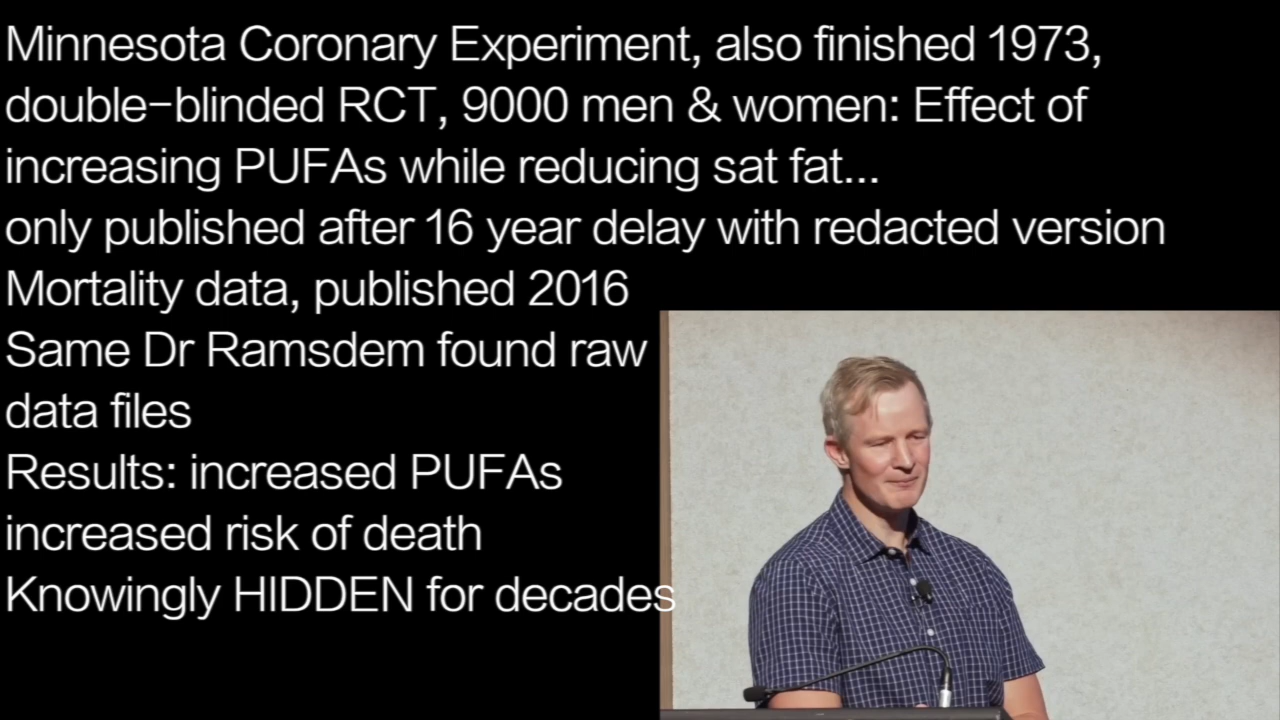 Minnesota Coronary Experiment, also finished 1973,
double-blinded RCT, 9000 men & women: Effect of
increasing PUFAs while reducing sat fat...
only published after 16 year delay with redacted version
Mortality data, published 2016
Same Dr Ramsdem found raw
data files
Results: increased PUFAs
increased risk of death
Knowingly HIDDEN for decades